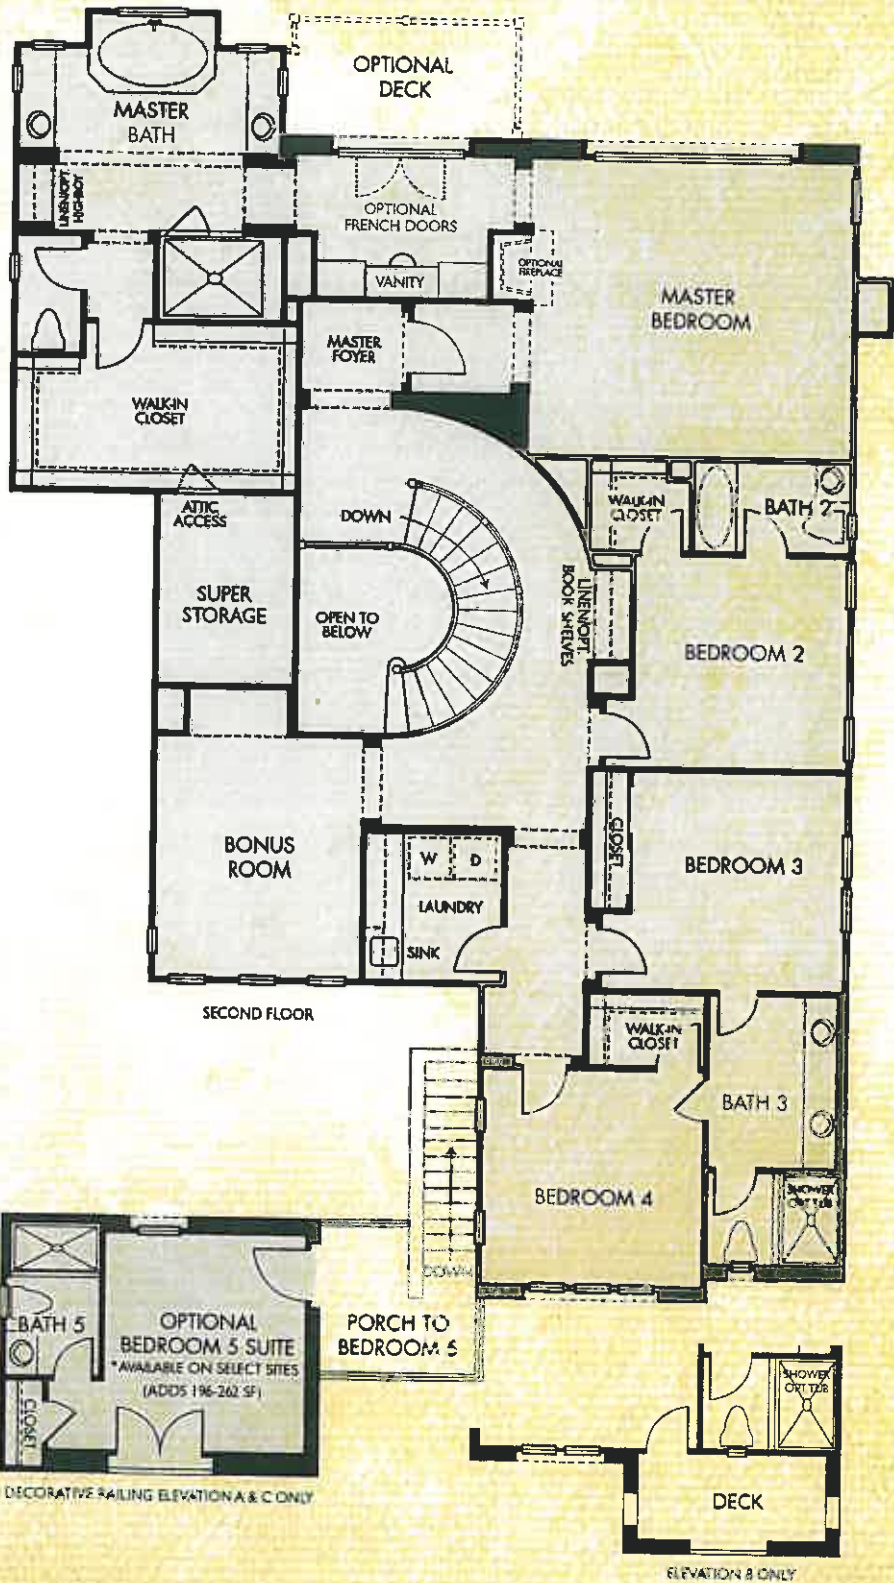 OPTIONAL
DECK
MASTER
BATH
LINEN/OPT.
HIGHBOY
OPTIONAL
FRENCH DOORS
VANITY
OPTIONAL
FIREPLACE
MASTER
BEDROOM
MASTER
FOYER
WALK-IN
CLOSET
ATTIC
ACCESS
DOWN
WALK-IN
CLOSET
BATH 2
SUPER
STORAGE
OPEN TO
BELOW
LINEN/OPT.
BOOK SHELVES
BEDROOM 2
BONUS
ROOM
W
D
LAUNDRY
SINK
CLOSET
BEDROOM 3
SECOND FLOOR
WALK-IN
CLOSET
BATH 3
BEDROOM 4
SHOWER
OPT TUB
DOWN
BATH 5
OPTIONAL
BEDROOM 5 SUITE
*AVAILABLE ON SELECT SITES
(ADDS 196-262 SF)
CLOSET
PORCH TO
BEDROOM 5
SHOWER
OPT TUB
DECORATIVE RAILING ELEVATION A & C ONLY
DECK
ELEVATION B ONLY